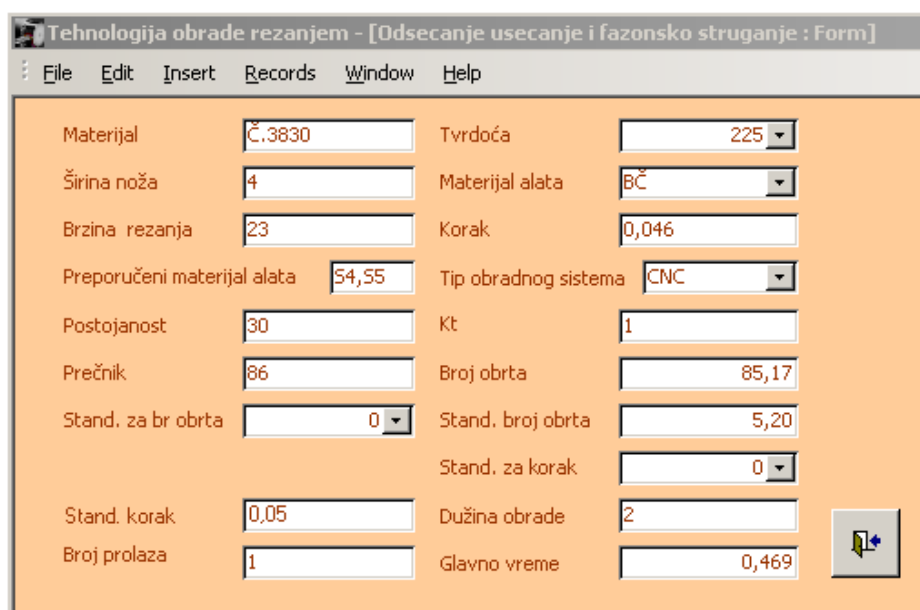 Tehnologija obrade rezanjem - [Odsecanje usecanje i fazonsko struganje : Form]
File Edit Insert Records Window Help
Materijal Č.3830 Tvrdoća 225
Širina noža 4 Materijal alata BČ
Brzina rezanja 23 Korak 0,046
Preporučeni materijal alata S4,S5 Tip obradnog sistema CNC
Postojanost 30 Kt 1
Prečnik 86 Broj obrta 85,17
Stand. za br obrta 0 Stand. broj obrta 5,20
Stand. za korak 0
Stand. korak 0,05 Dužina obrade 2
Broj prolaza 1 Glavno vreme 0,469